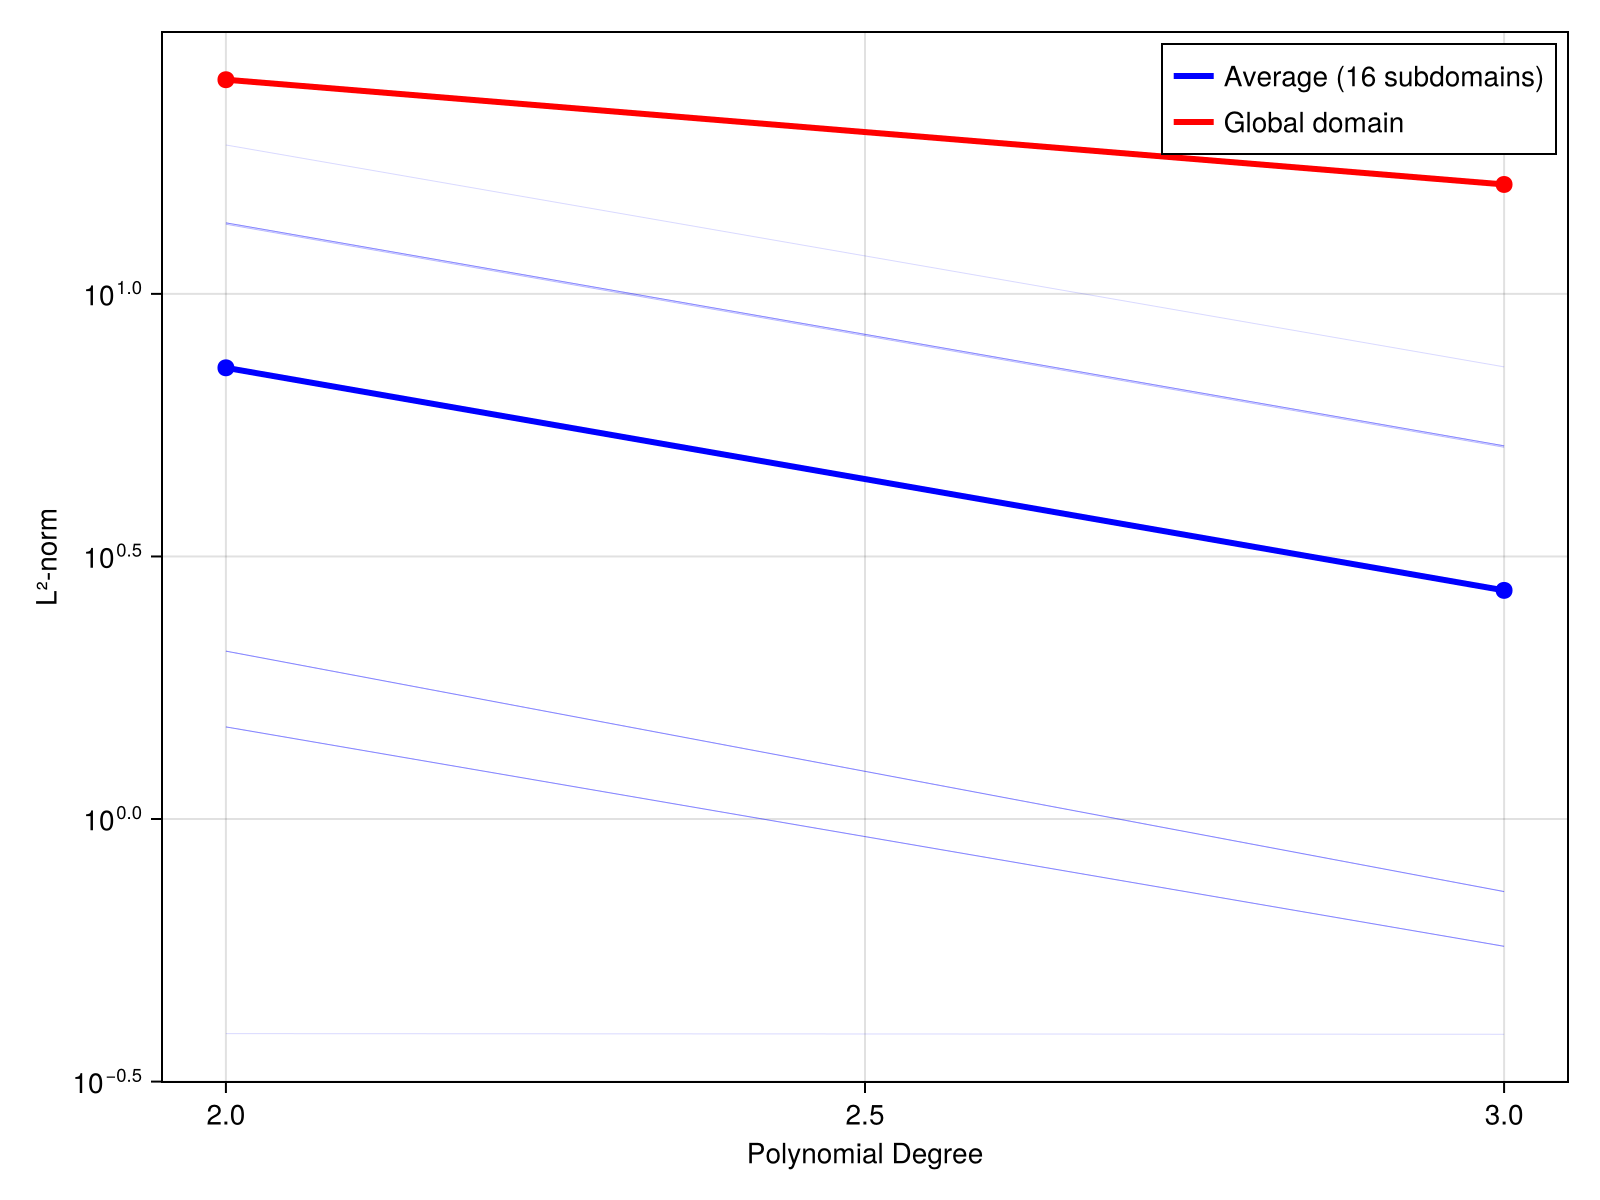 Average (16 subdomains)
Global domain
10^1.0
10^0.5
10^0.0
10^−0.5
L²-norm
2.0 2.5 3.0
Polynomial Degree